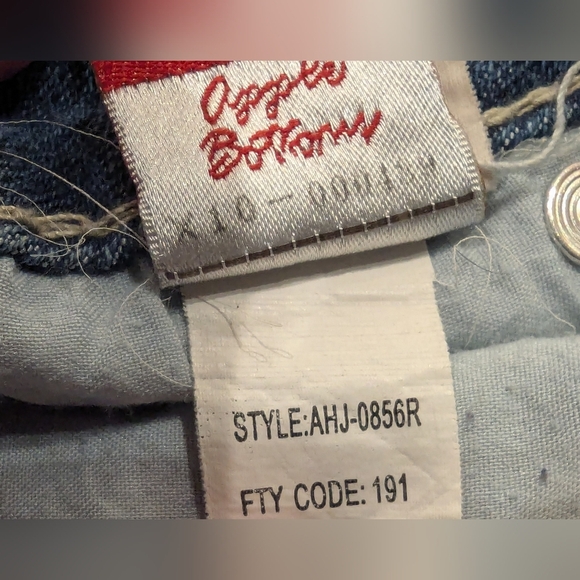 Apple
Bottoms
STYLE:AHJ-0856R
FTY CODE: 191